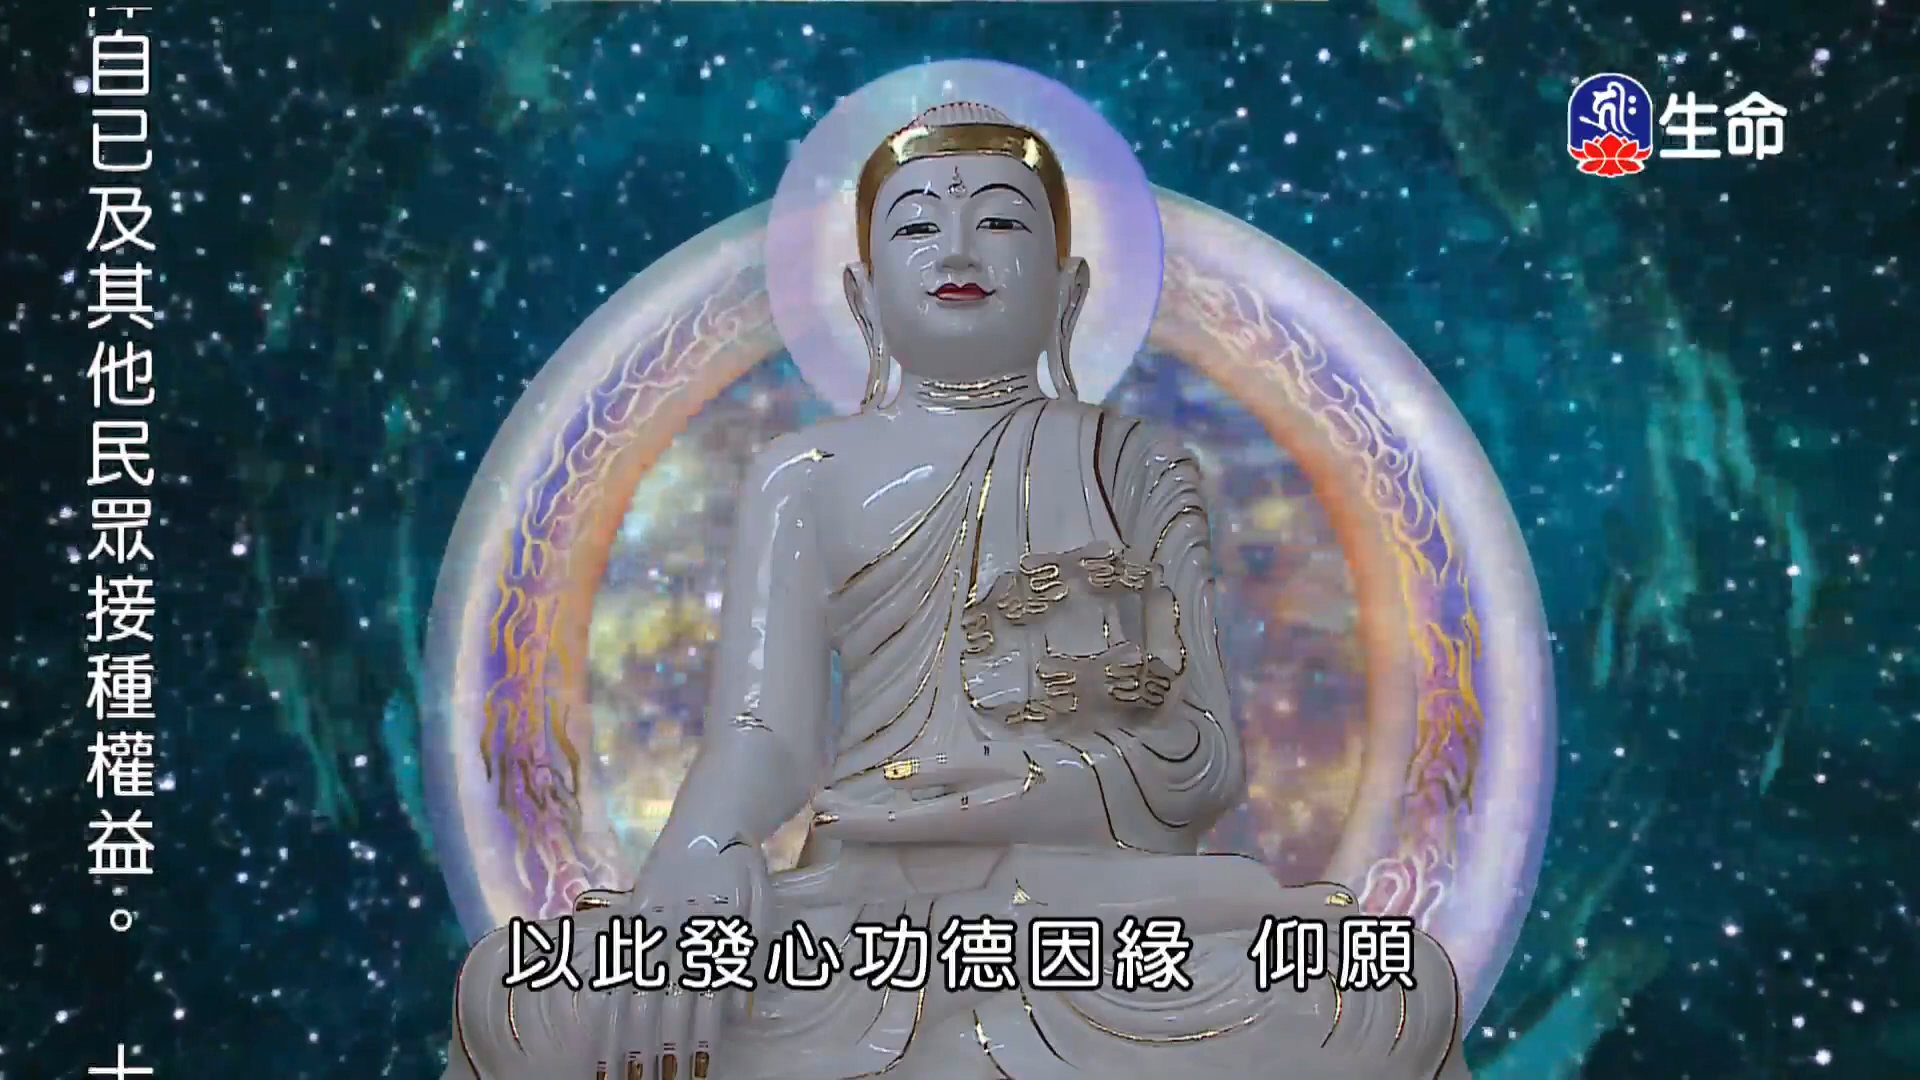 自己及其他民眾接種權益。
生命
以此發心功德因緣 仰願